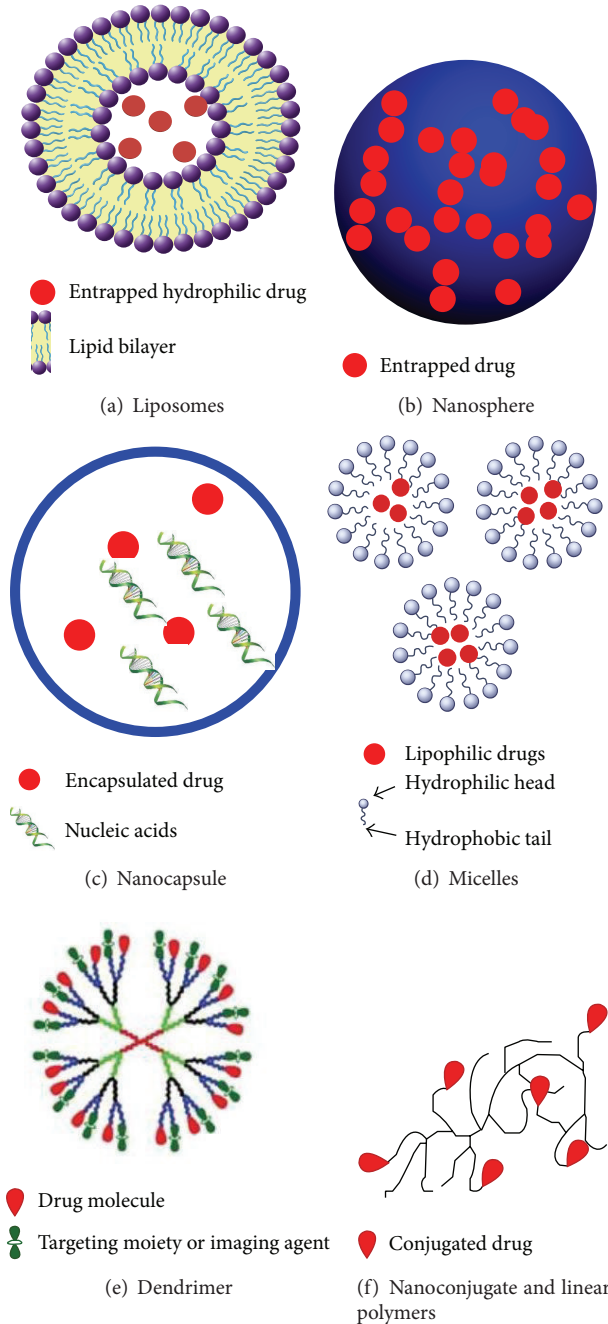 Entrapped hydrophilic drug
Lipid bilayer
(a) Liposomes
Entrapped drug
(b) Nanosphere
Encapsulated drug
Nucleic acids
(c) Nanocapsule
Lipophilic drugs
Hydrophilic head
Hydrophobic tail
(d) Micelles
Drug molecule
Targeting moiety or imaging agent
(e) Dendrimer
Conjugated drug
(f) Nanoconjugate and linear
polymers